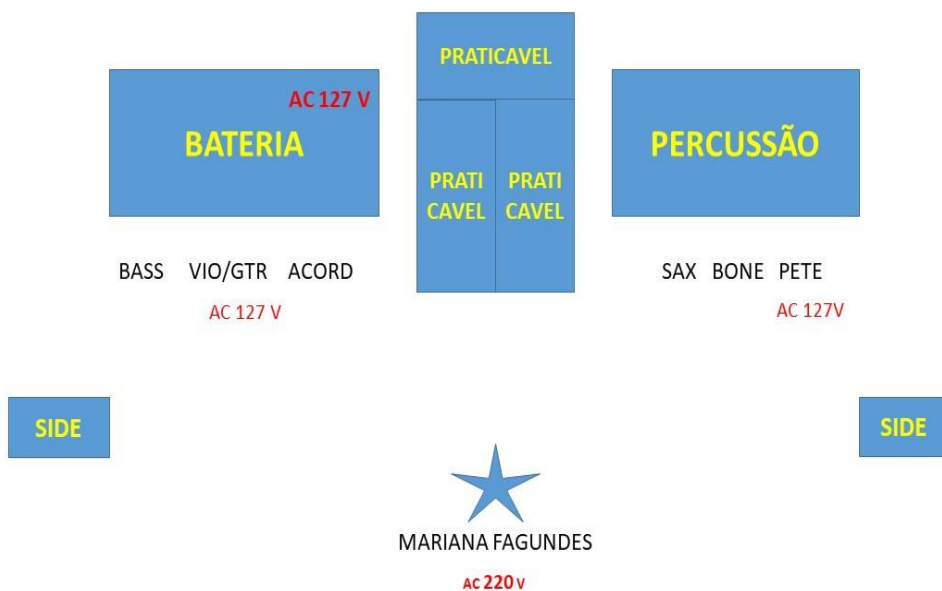 PRATICAVEL
AC 127 V
BATERIA
PERCUSSÃO
PRATI
CAVEL
PRATI
CAVEL
BASS VIO/GTR ACORD
SAX BONE PETE
AC 127 V
AC 127V
SIDE
SIDE
MARIANA FAGUNDES
AC 220 V